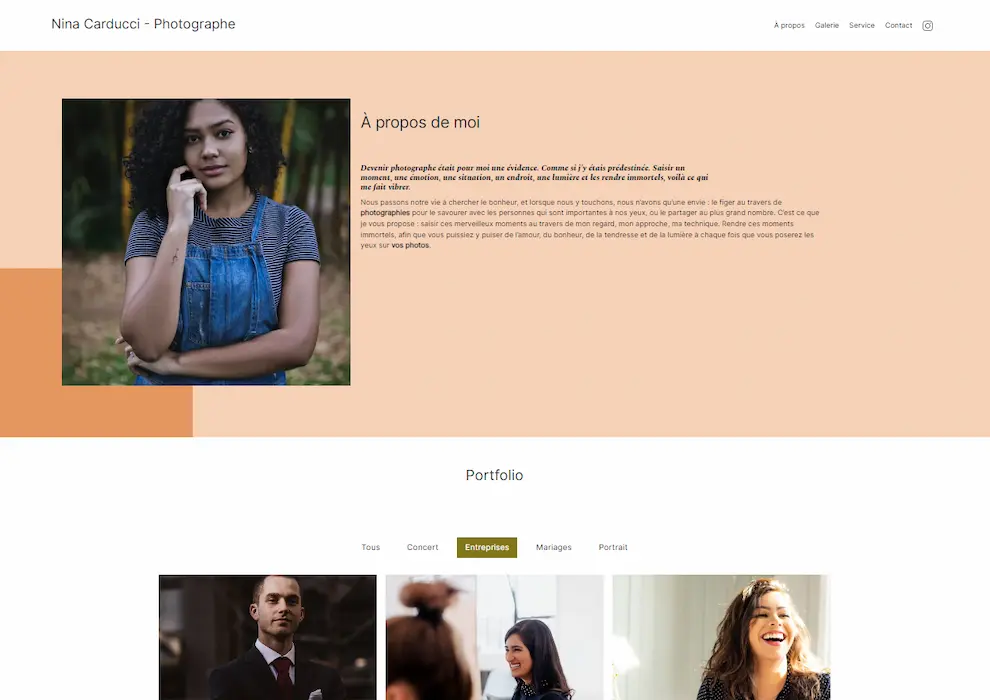 Nina Carducci - Photographe
À propos Galerie Service Contact
À propos de moi
Devenir photographe était pour moi une évidence. Comme si j'y étais prédestinée. Saisir un
moment, une émotion, une situation, un endroit, une lumière et les rendre immortels, voilà ce qui
me fait vibrer.
Nous passons notre vie à chercher le bonheur, et lorsque nous y touchons, nous n'avons qu'une envie : le figer au travers de
photographies pour le savourer avec les personnes qui sont importantes à nos yeux, ou le partager au plus grand nombre. C'est ce que
je vous propose : saisir ces merveilleux moments au travers de mon regard, mon approche, ma technique. Rendre ces moments
immortels, afin que vous puissiez y puiser de l'amour, du bonheur, de la tendresse et de la lumière à chaque fois que vous poserez les
yeux sur vos photos.
Portfolio
Tous Concert Entreprises Mariages Portrait